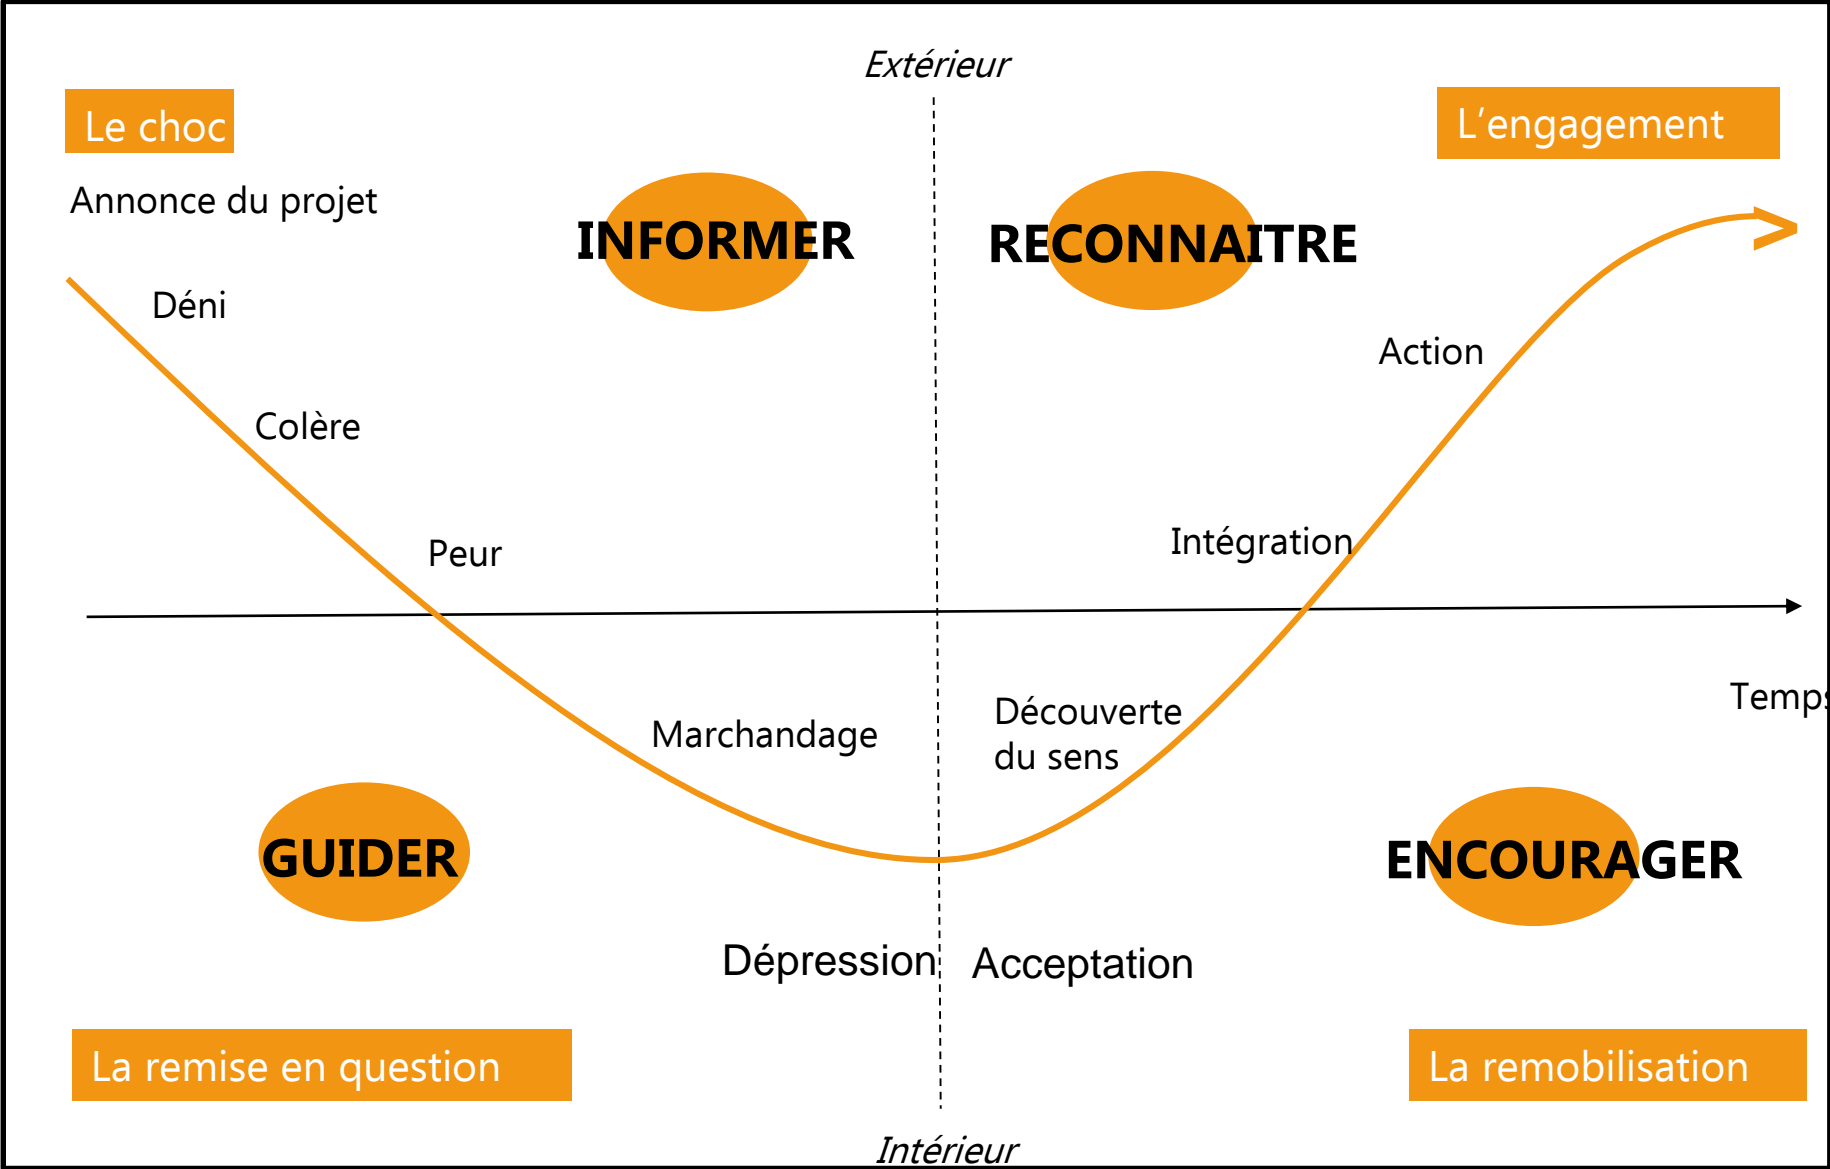 Extérieur
Le choc
L’engagement
Annonce du projet
INFORMER
RECONNAITRE
Déni
Action
Colère
Peur
Intégration
Temps
Marchandage
Découverte
du sens
GUIDER
ENCOURAGER
Dépression
Acceptation
La remise en question
La remobilisation
Intérieur